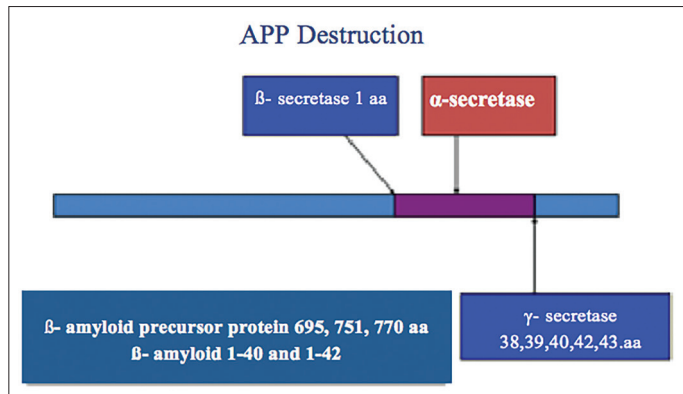 APP Destruction
ß- secretase 1 aa
α-secretase
ß- amyloid precursor protein 695, 751, 770 aa
ß- amyloid 1-40 and 1-42
γ- secretase
38,39,40,42,43.aa